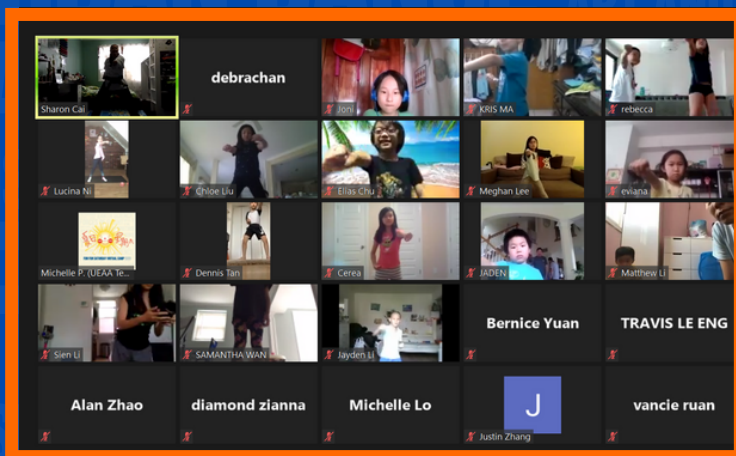 Sharon Cai
debrachan
Joni
KRIS MA
rebecca
Lucina Ni
Chloe Liu
Elias Chu
Meghan Lee
eviana
Michelle P. (UEAA Te...
Dennis Tan
Cerea
JADEN
Matthew Li
Sien Li
SAMANTHA WAN
Jayden Li
Bernice Yuan
TRAVIS LE ENG
Alan Zhao
diamond zianna
Michelle Lo
J
Justin Zhang
vancie ruan